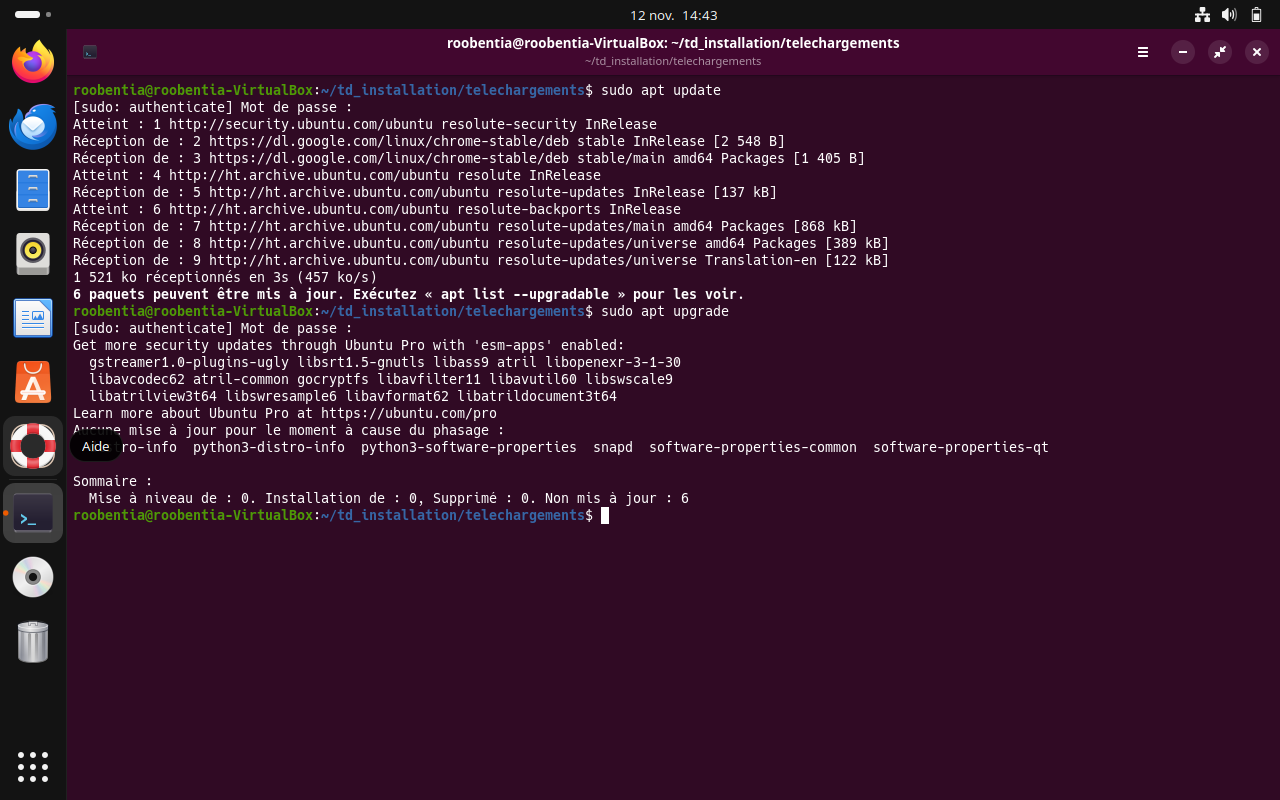 12 nov. 14:43
roobentia@roobentia-VirtualBox: ~/td_installation/telechargements
~/td_installation/telechargements
roobentia@roobentia-VirtualBox:~/td_installation/telechargements$ sudo apt update
[sudo: authenticate] Mot de passe :
Atteint : 1 http://security.ubuntu.com/ubuntu resolute-security InRelease
Réception de : 2 https://dl.google.com/linux/chrome-stable/deb stable InRelease [2 548 B]
Réception de : 3 https://dl.google.com/linux/chrome-stable/deb stable/main amd64 Packages [1 405 B]
Atteint : 4 http://ht.archive.ubuntu.com/ubuntu resolute InRelease
Réception de : 5 http://ht.archive.ubuntu.com/ubuntu resolute-updates InRelease [137 kB]
Atteint : 6 http://ht.archive.ubuntu.com/ubuntu resolute-backports InRelease
Réception de : 7 http://ht.archive.ubuntu.com/ubuntu resolute-updates/main amd64 Packages [868 kB]
Réception de : 8 http://ht.archive.ubuntu.com/ubuntu resolute-updates/universe amd64 Packages [389 kB]
Réception de : 9 http://ht.archive.ubuntu.com/ubuntu resolute-updates/universe Translation-en [122 kB]
1 521 ko réceptionnés en 3s (457 ko/s)
6 paquets peuvent être mis à jour. Exécutez « apt list --upgradable » pour les voir.
roobentia@roobentia-VirtualBox:~/td_installation/telechargements$ sudo apt upgrade
[sudo: authenticate] Mot de passe :
Get more security updates through Ubuntu Pro with 'esm-apps' enabled:
  gstreamer1.0-plugins-ugly libsrt1.5-gnutls libass9 atril libopenexr-3-1-30
  libavcodec62 atril-common gocryptfs libavfilter11 libavutil60 libswscale9
  libatrilview3t64 libswresample6 libavformat62 libatrildocument3t64
Learn more about Ubuntu Pro at https://ubuntu.com/pro
Aucune mise à jour pour le moment à cause du phasage :
Aide
tro-info  python3-distro-info  python3-software-properties  snapd  software-properties-common  software-properties-qt
Sommaire :
  Mise à niveau de : 0. Installation de : 0, Supprimé : 0. Non mis à jour : 6
roobentia@roobentia-VirtualBox:~/td_installation/telechargements$